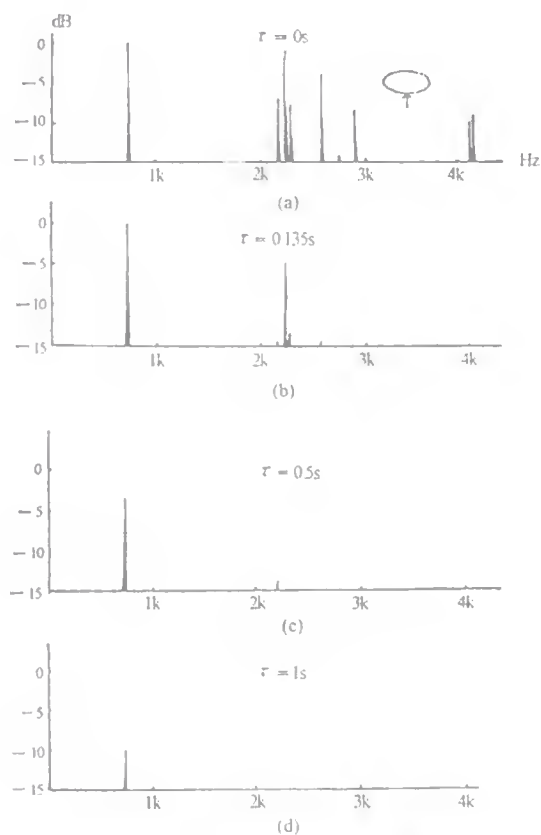 dB
τ = 0s
0
−5
−10
−15
1k 2k 3k 4k Hz
(a)
τ = 0.135s
0
−5
−10
−15
1k 2k 3k 4k
(b)
τ = 0.5s
0
−5
−10
−15
1k 2k 3k 4k
(c)
τ = 1s
0
−5
−10
−15
1k 2k 3k 4k
(d)